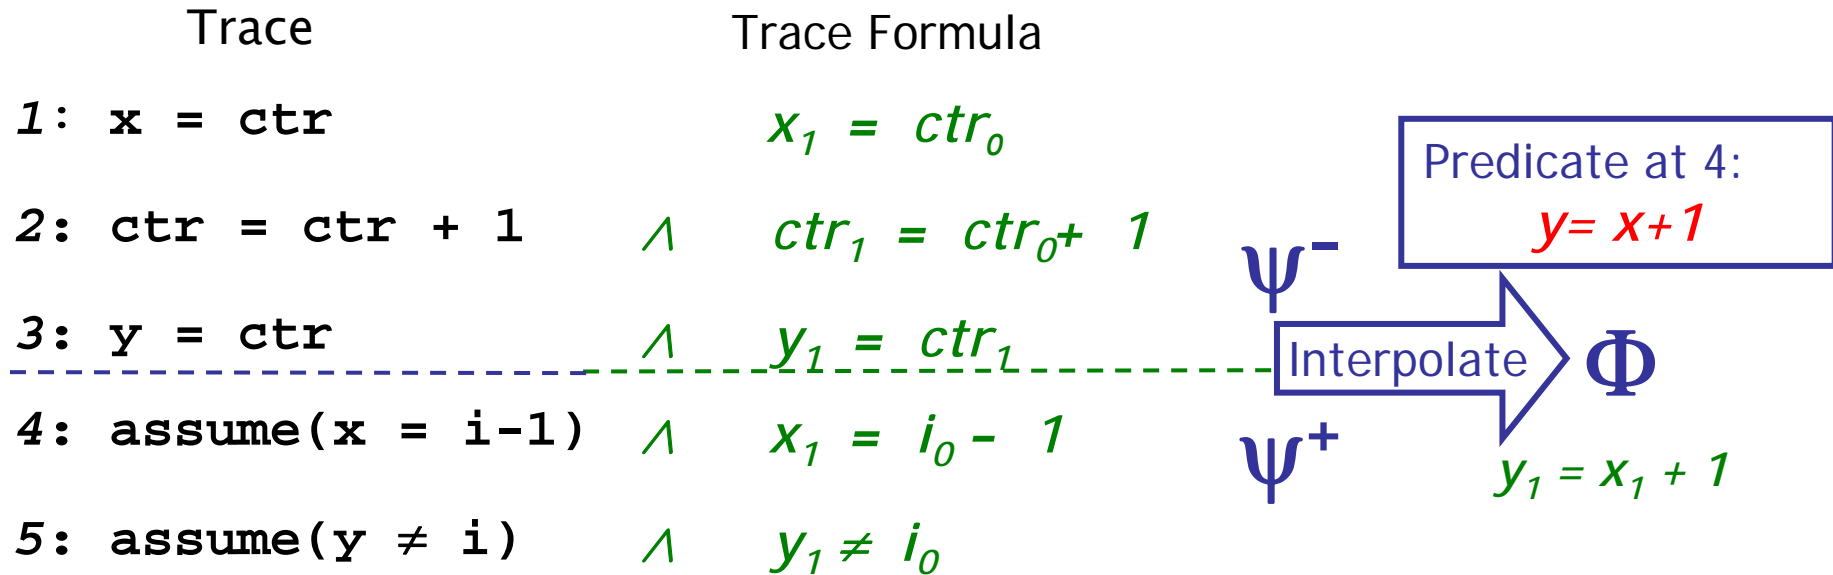 Trace
Trace Formula
1: x = ctr
x₁ = ctr₀
2: ctr = ctr + 1
∧ ctr₁ = ctr₀+ 1
3: y = ctr
∧ y₁ = ctr₁
4: assume(x = i-1)
∧ x₁ = i₀ - 1
5: assume(y ≠ i)
∧ y₁ ≠ i₀
ψ⁻
Interpolate
ψ⁺
Predicate at 4:
y= x+1
Φ
y₁ = x₁ + 1